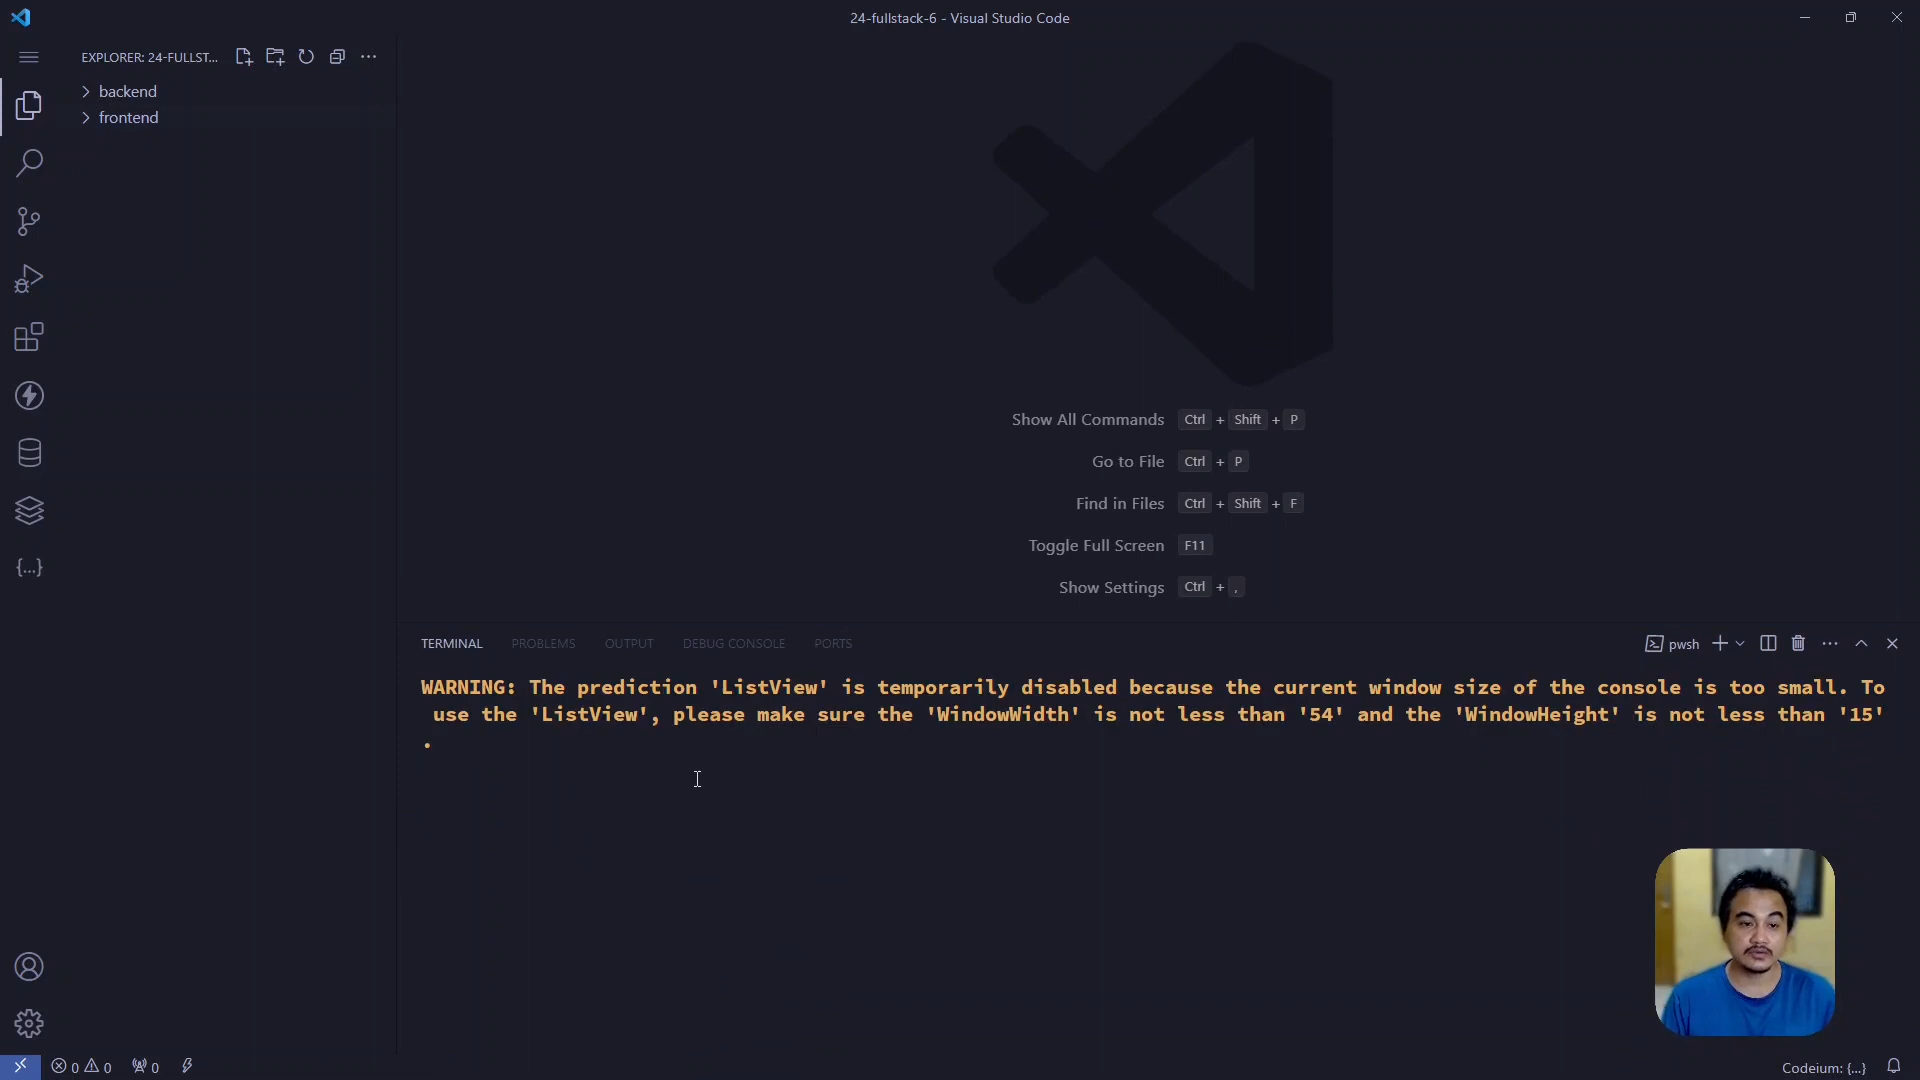 24-fullstack-6 - Visual Studio Code
EXPLORER: 24-FULLST...
backend
frontend
{...}
Show All Commands Ctrl + Shift + P
Go to File Ctrl + P
Find in Files Ctrl + Shift + F
Toggle Full Screen F11
Show Settings Ctrl + ,
TERMINAL PROBLEMS OUTPUT DEBUG CONSOLE PORTS
pwsh
WARNING: The prediction 'ListView' is temporarily disabled because the current window size of the console is too small. To
use the 'ListView', please make sure the 'WindowWidth' is not less than '54' and the 'WindowHeight' is not less than '15'
.
0 0 0
Codeium: {...}